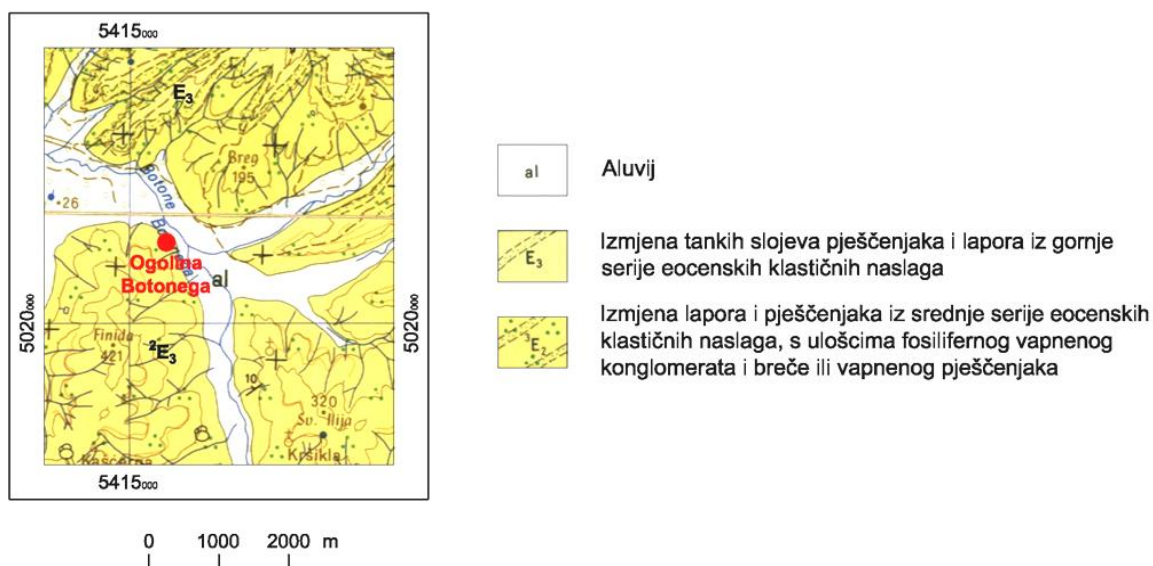 5415000
E3
Breg
195
Botone
26
Ogolina
Botonega
al
5020000
5020000
Finida
421
2E3
10
320
Sv. Ilija
Kršikla
Kašćerna
5415000
0 1000 2000 m
al Aluvij
E3
Izmjena tankih slojeva pješčenjaka i lapora iz gornje
serije eocenskih klastičnih naslaga
3E2
Izmjena lapora i pješčenjaka iz srednje serije eocenskih
klastičnih naslaga, s ulošcima fosilifernog vapnenog
konglomerata i breče ili vapnenog pješčenjaka